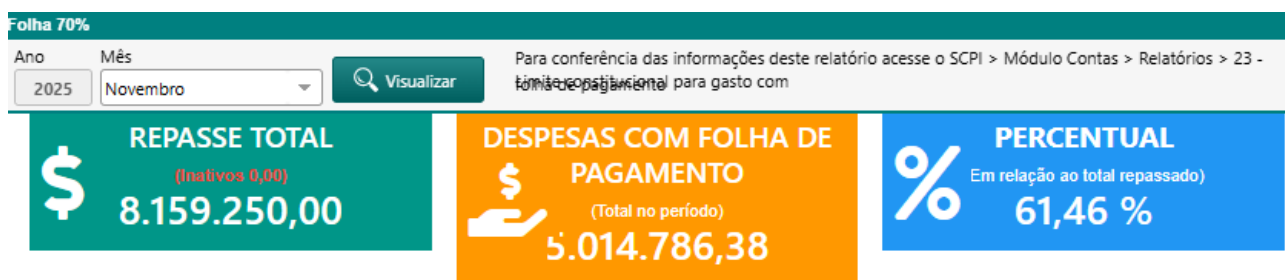 Folha 70%
Ano
Mês
2025
Novembro
Visualizar
Para conferência das informações deste relatório acesse o SCPI > Módulo Contas > Relatórios > 23 -
Limite constitucional para gasto com
folha de pagamento
REPASSE TOTAL
(Inativos 0,00)
8.159.250,00
DESPESAS COM FOLHA DE
PAGAMENTO
(Total no período)
5.014.786,38
PERCENTUAL
Em relação ao total repassado)
61,46 %